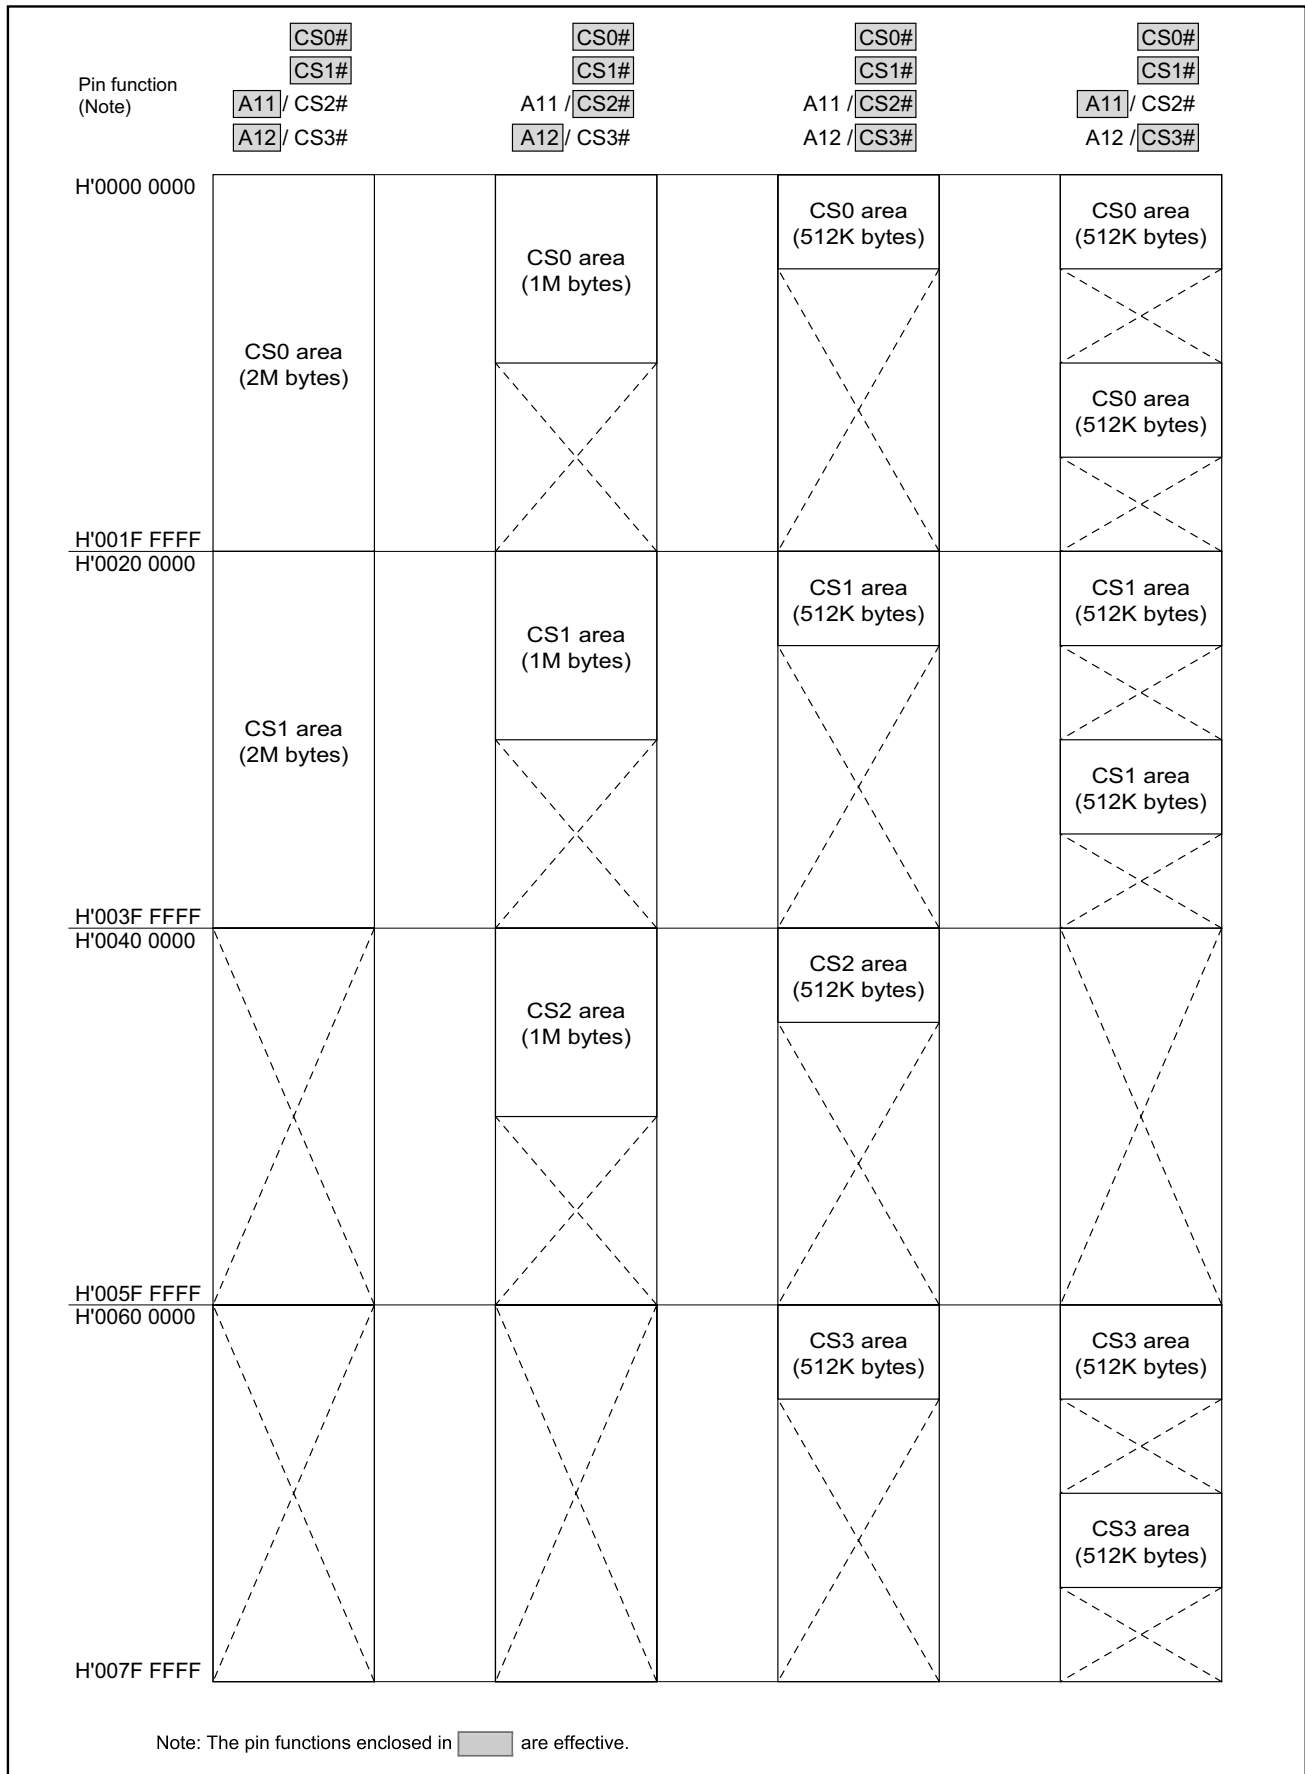 CS0# CS0# CS0# CS0#
CS1# CS1# CS1# CS1#
Pin function
(Note)
A11 / CS2# A11 / CS2# A11 / CS2# A11 / CS2#
A12 / CS3# A12 / CS3# A12 / CS3# A12 / CS3#
H'0000 0000
CS0 area
(2M bytes)
CS0 area
(1M bytes)
CS0 area
(512K bytes)
CS0 area
(512K bytes)
CS0 area
(512K bytes)
H'001F FFFF
H'0020 0000
CS1 area
(2M bytes)
CS1 area
(1M bytes)
CS1 area
(512K bytes)
CS1 area
(512K bytes)
CS1 area
(512K bytes)
H'003F FFFF
H'0040 0000
CS2 area
(1M bytes)
CS2 area
(512K bytes)
H'005F FFFF
H'0060 0000
CS3 area
(512K bytes)
CS3 area
(512K bytes)
CS3 area
(512K bytes)
H'007F FFFF
Note: The pin functions enclosed in are effective.